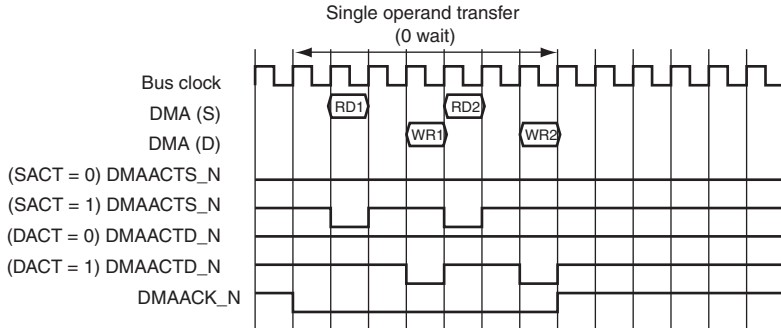 Single operand transfer
(0 wait)
Bus clock
DMA (S)
RD1 RD2
DMA (D)
WR1 WR2
(SACT = 0) DMAACTS_N
(SACT = 1) DMAACTS_N
(DACT = 0) DMAACTD_N
(DACT = 1) DMAACTD_N
DMAACK_N